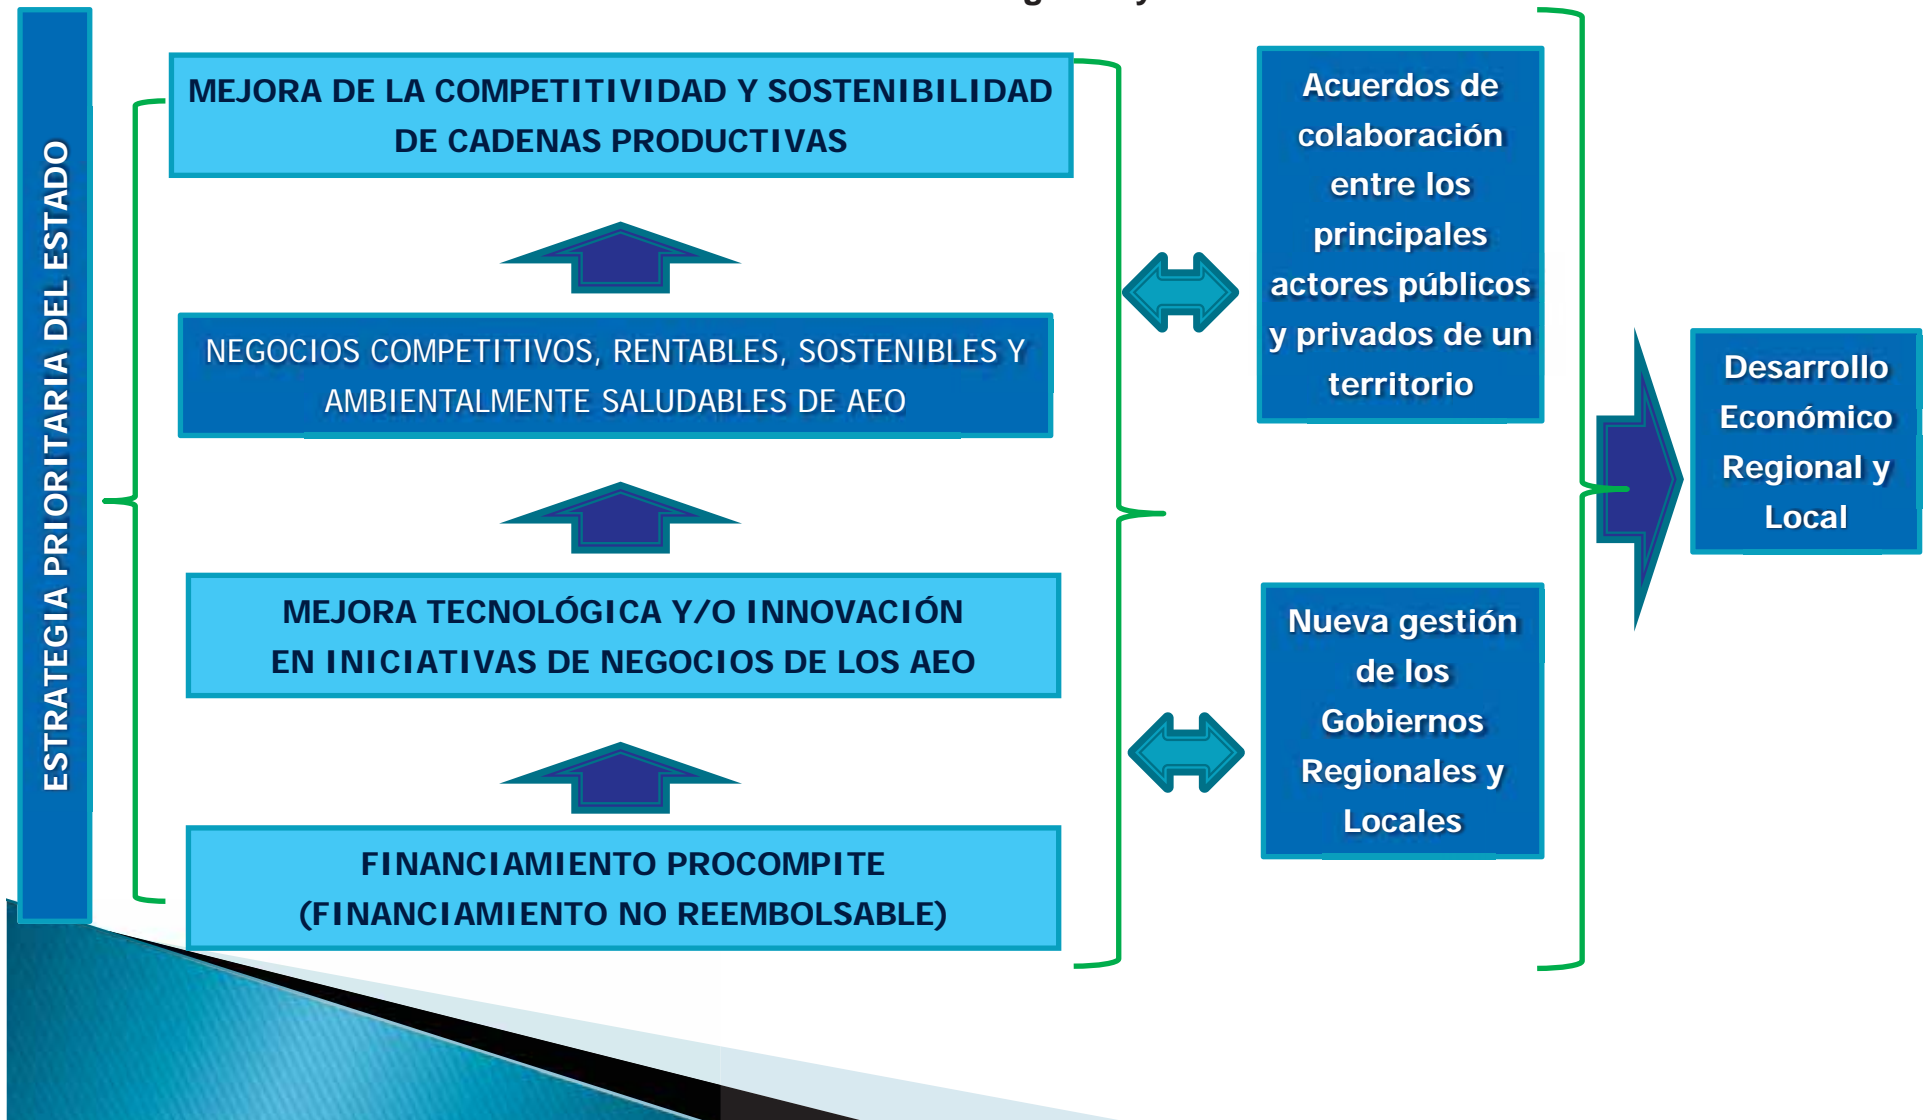 ESTRATEGIA PRIORITARIA DEL ESTADO
MEJORA DE LA COMPETITIVIDAD Y SOSTENIBILIDAD
DE CADENAS PRODUCTIVAS
NEGOCIOS COMPETITIVOS, RENTABLES, SOSTENIBLES Y
AMBIENTALMENTE SALUDABLES DE AEO
MEJORA TECNOLÓGICA Y/O INNOVACIÓN
EN INICIATIVAS DE NEGOCIOS DE LOS AEO
FINANCIAMIENTO PROCOMPITE
(FINANCIAMIENTO NO REEMBOLSABLE)
Acuerdos de
colaboración
entre los
principales
actores públicos
y privados de un
territorio
Nueva gestión
de los
Gobiernos
Regionales y
Locales
Desarrollo
Económico
Regional y
Local